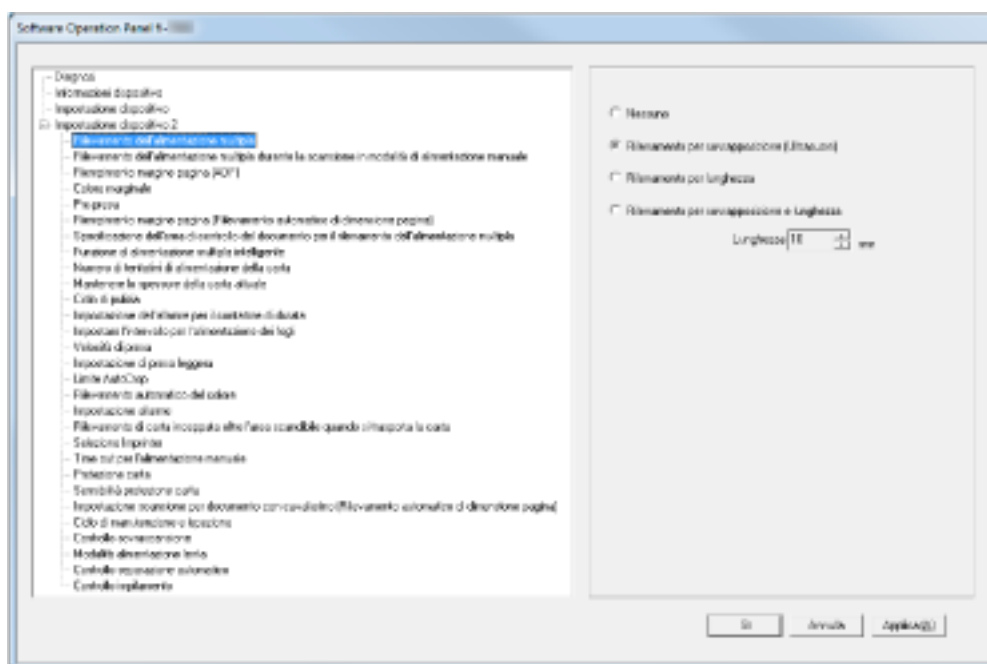 Software Operation Panel fi-
Diagnosi
Informazioni dispositivo
Impostazione dispositivo
Impostazione dispositivo 2
Rilevamento dell'alimentazione multipla
Rilevamento dell'alimentazione multipla durante la scansione in modalità di alimentazione manuale
Riempimento margine pagina (ADF)
Colore marginale
Pre-presa
Riempimento margine pagina (Rilevamento automatico di dimensione pagina)
Specificazione dell'area di controllo del documento per il rilevamento dell'alimentazione multipla
Funzione di alimentazione multipla intelligente
Numero di tentativi di alimentazione della carta
Mantenere lo spessore della carta attuale
Ciclo di pulizia
Impostazione dell'allarme per il contatore di durata
Impostare l'intervallo per l'alimentazione dei fogli
Velocità di presa
Impostazione di presa leggera
Limite AutoCrop
Rilevamento automatico del colore
Impostazione allarme
Rilevamento di carta inceppata oltre l'area scandibile quando si trasporta la carta
Selezione Imprinter
Time out per l'alimentazione manuale
Protezione carta
Sensibilità protezione carta
Impostazione scansione per documento con cavalierino (Rilevamento automatico di dimensione pagina)
Ciclo di manutenzione e ispezione
Controllo sovrascansione
Modalità alimentazione lenta
Controllo separazione automatica
Controllo impilamento
Nessuno
Rilevamento per sovrapposizione (Ultrasuoni)
Rilevamento per lunghezza
Rilevamento per sovrapposizione e lunghezza
Lunghezza 10 mm
Sì Annulla Applica(A)